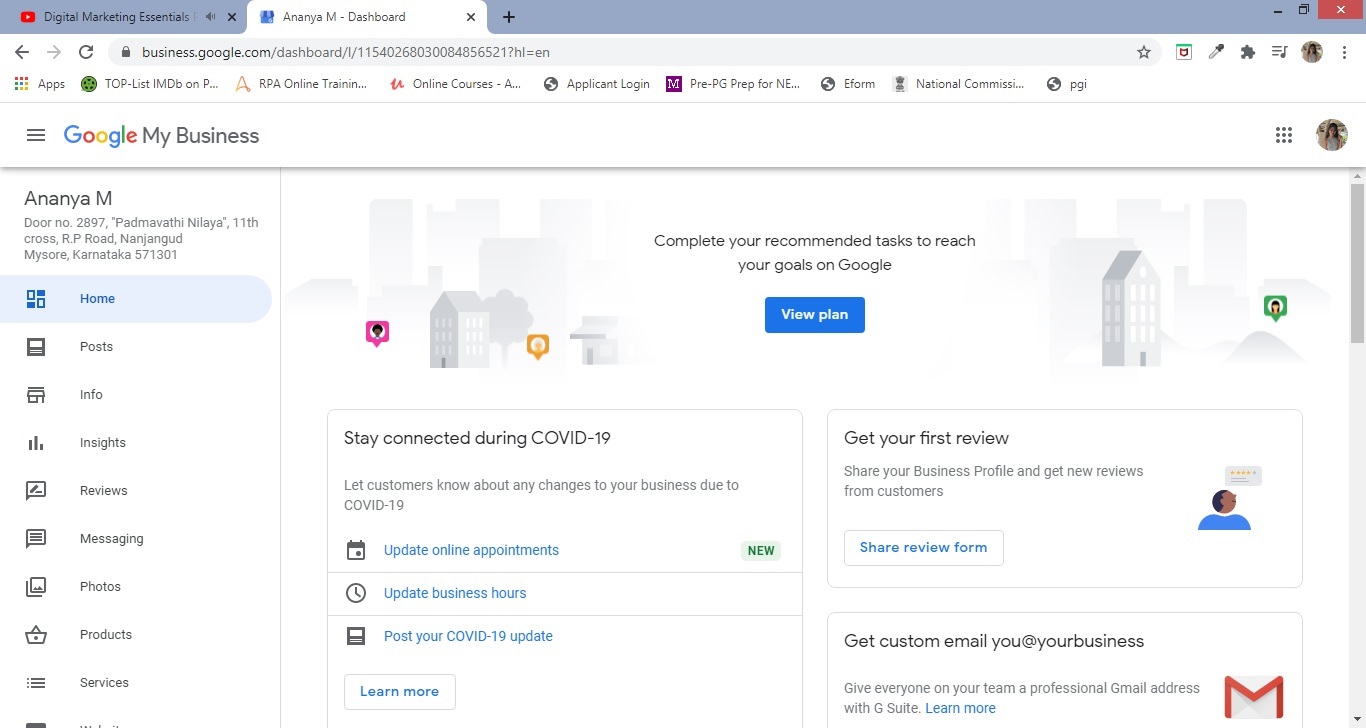 Digital Marketing Essentials
Ananya M - Dashboard
business.google.com/dashboard/l/11540268030084856521?hl=en
Apps
TOP-List IMDb on P...
RPA Online Trainin...
Online Courses - A...
Applicant Login
Pre-PG Prep for NE...
Eform
National Commissi...
pgi
Google My Business
Ananya M
Door no. 2897, "Padmavathi Nilaya", 11th
cross, R.P Road, Nanjangud
Mysore, Karnataka 571301
Home
Posts
Info
Insights
Reviews
Messaging
Photos
Products
Services
Complete your recommended tasks to reach
your goals on Google
View plan
Stay connected during COVID-19
Let customers know about any changes to your business due to
COVID-19
Update online appointments NEW
Update business hours
Post your COVID-19 update
Learn more
Get your first review
Share your Business Profile and get new reviews
from customers
Share review form
Get custom email you@yourbusiness
Give everyone on your team a professional Gmail address
with G Suite. Learn more